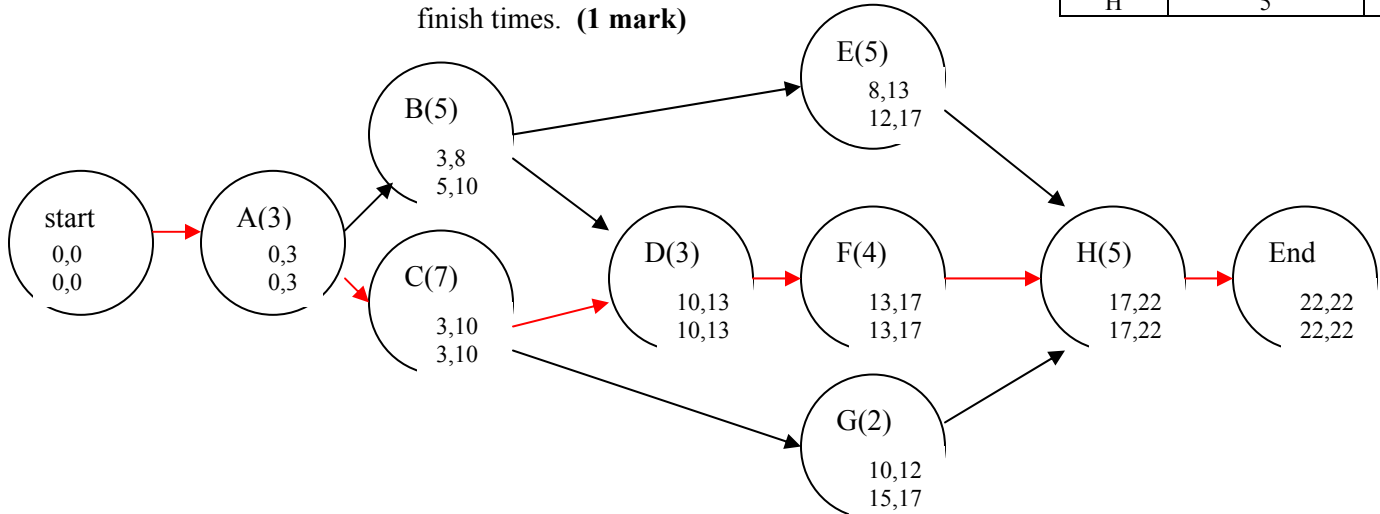 finish times. (1 mark)
H 5
E(5)
8,13
12,17
B(5)
3,8
5,10
start
0,0
0,0
A(3)
0,3
0,3
C(7)
3,10
3,10
D(3)
10,13
10,13
F(4)
13,17
13,17
H(5)
17,22
17,22
End
22,22
22,22
G(2)
10,12
15,17